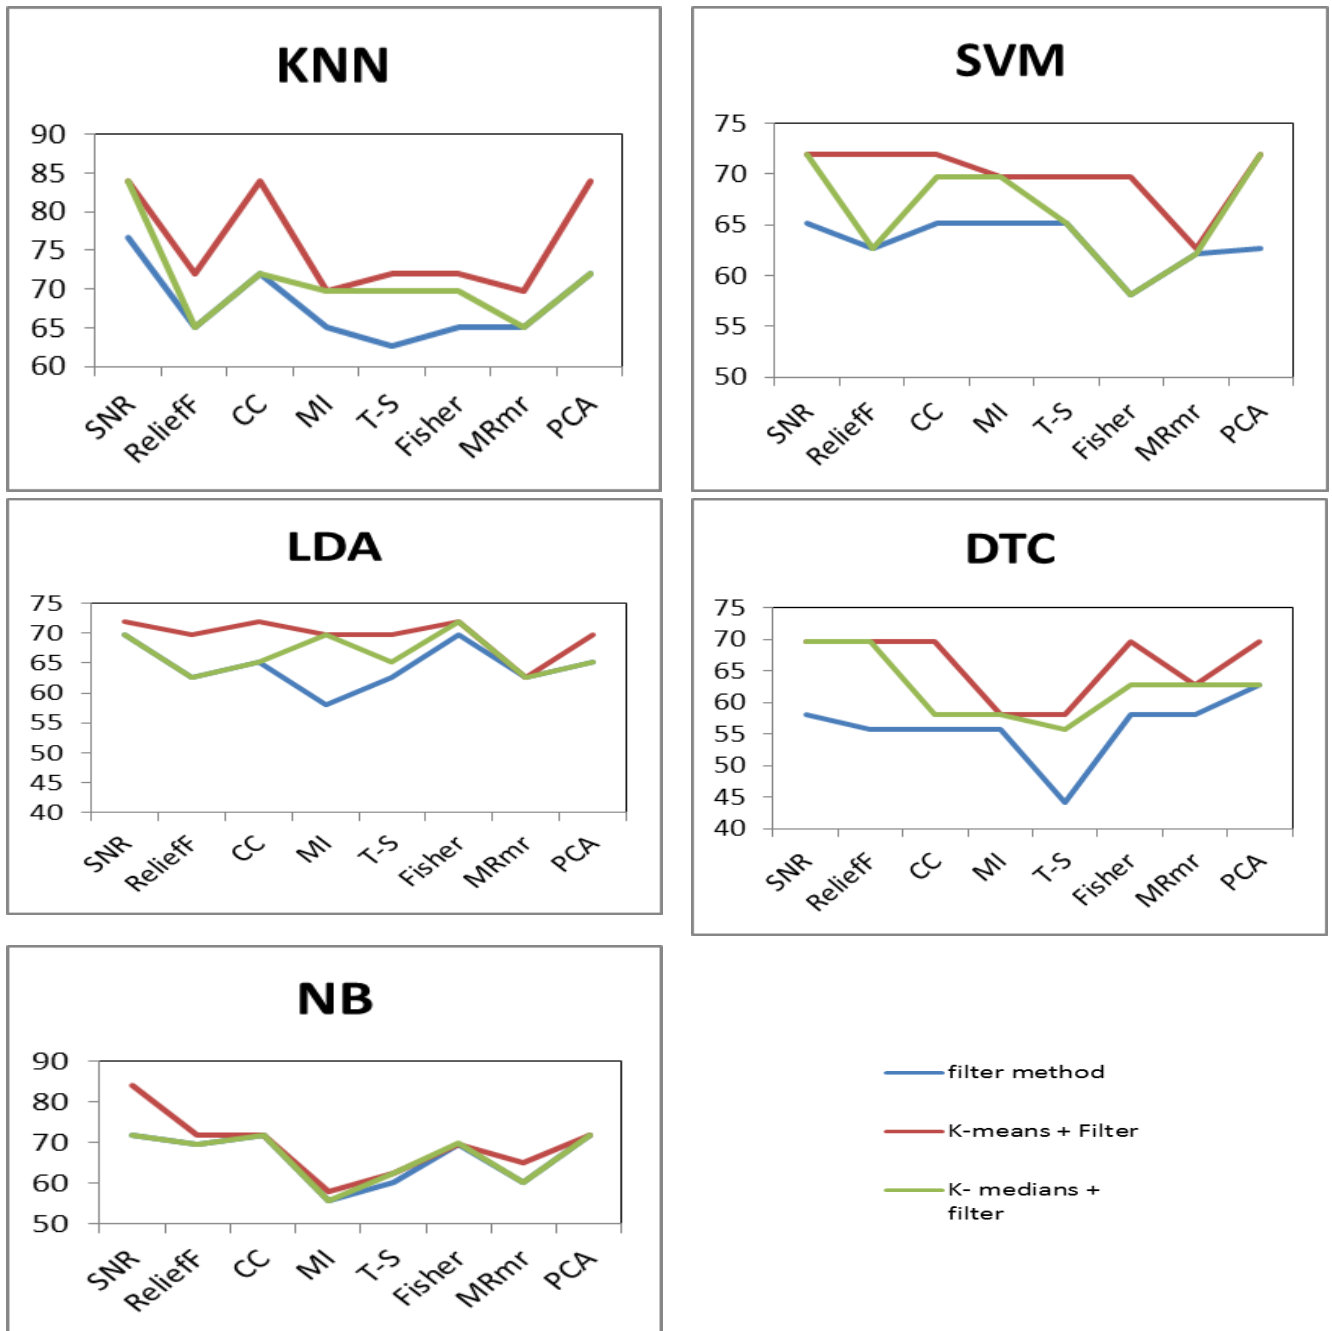 KNN
90
85
80
75
70
65
60
SNR
ReliefF
CC
MI
T-S
Fisher
MRmr
PCA
SVM
75
70
65
60
55
50
SNR
ReliefF
CC
MI
T-S
Fisher
MRmr
PCA
LDA
75
70
65
60
55
50
45
40
SNR
ReliefF
CC
MI
T-S
Fisher
MRmr
PCA
DTC
75
70
65
60
55
50
45
40
SNR
ReliefF
CC
MI
T-S
Fisher
MRmr
PCA
NB
90
80
70
60
50
SNR
ReliefF
CC
MI
T-S
Fisher
MRmr
PCA
filter method
K-means + Filter
K- medians +
filter